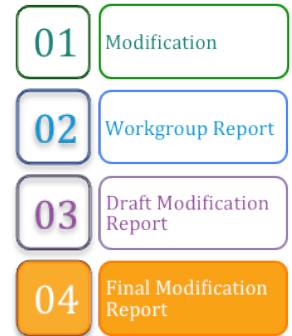 01
Modification
02
Workgroup Report
03
Draft Modification
Report
04
Final Modification
Report